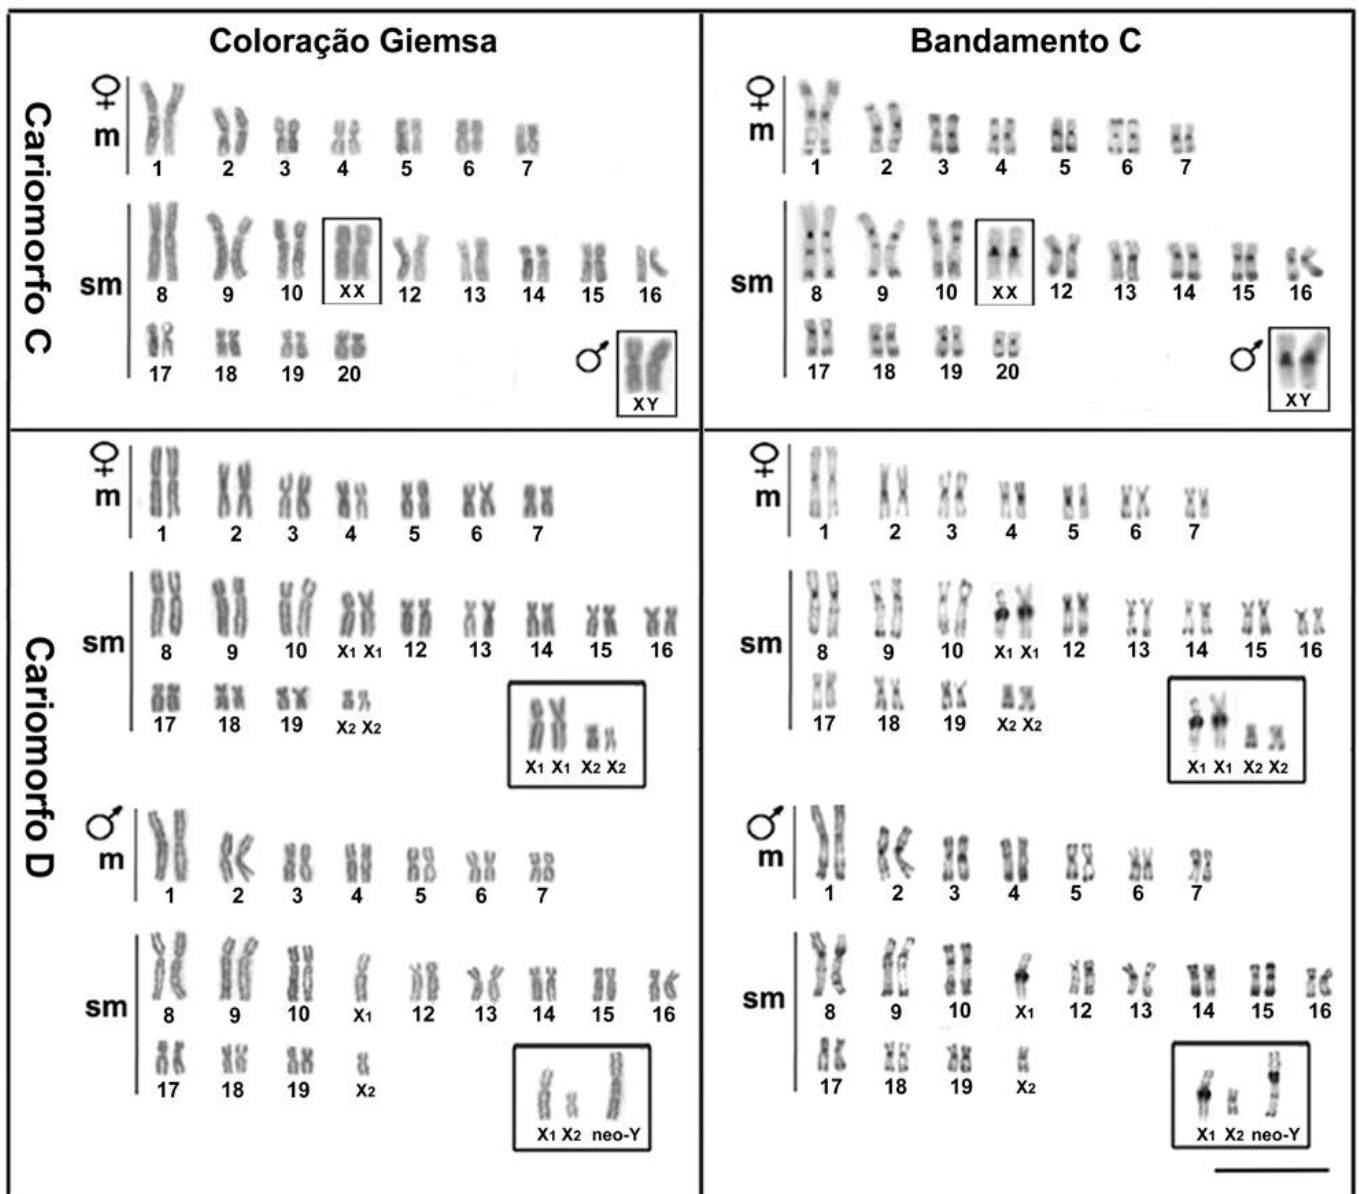 Coloração Giemsa
Bandamento C
Cariomorfo C
♀
m
1 2 3 4 5 6 7
sm
8 9 10 XX 12 13 14 15 16
17 18 19 20
♂
XY
♀
m
1 2 3 4 5 6 7
sm
8 9 10 XX 12 13 14 15 16
17 18 19 20
♂
XY
Cariomorfo D
♀
m
1 2 3 4 5 6 7
sm
8 9 10 X1 X1 12 13 14 15 16
17 18 19 X2 X2
X1 X1 X2 X2
♂
m
1 2 3 4 5 6 7
sm
8 9 10 X1 12 13 14 15 16
17 18 19 X2
X1 X2 neo-Y
♀
m
1 2 3 4 5 6 7
sm
8 9 10 X1 X1 12 13 14 15 16
17 18 19 X2 X2
X1 X1 X2 X2
♂
m
1 2 3 4 5 6 7
sm
8 9 10 X1 12 13 14 15 16
17 18 19 X2
X1 X2 neo-Y